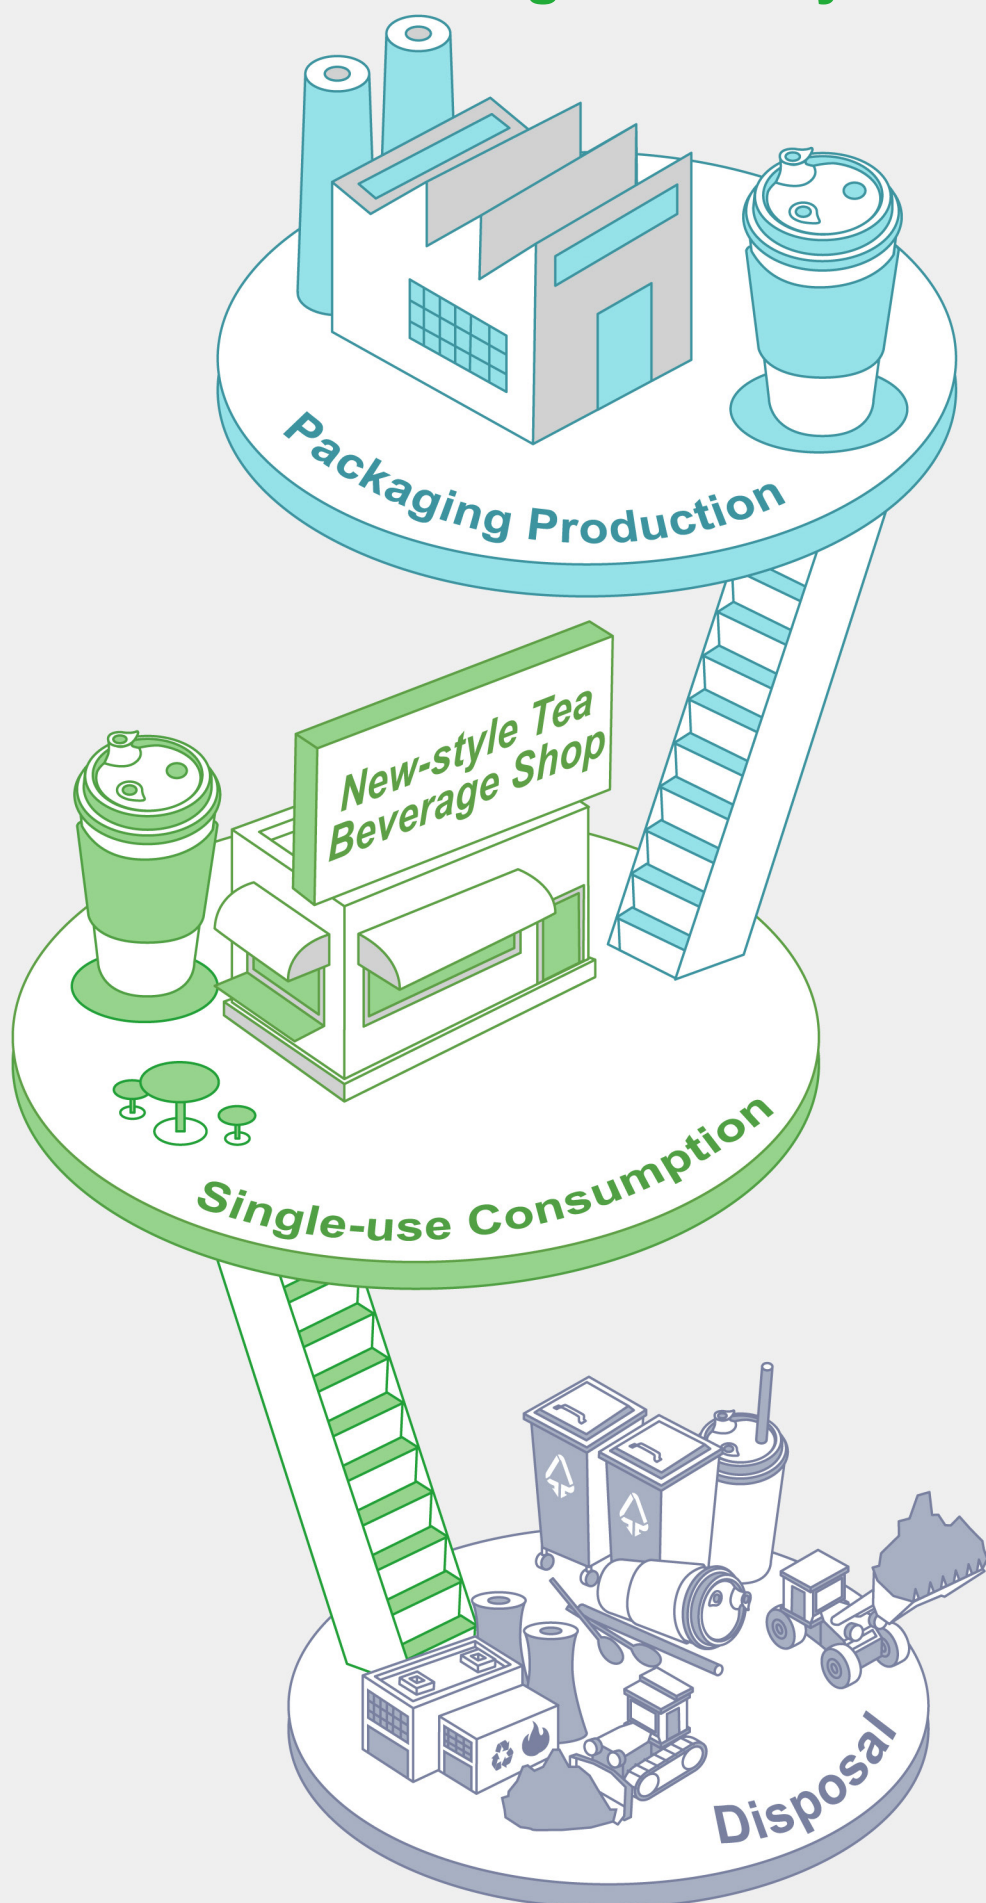 Packaging Production
New-style Tea
Beverage Shop
Single-use Consumption
Disposal